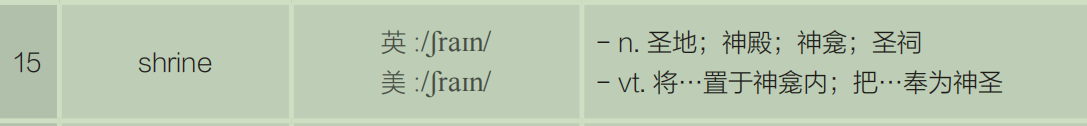 15
shrine
英 :/ʃraɪn/
美 :/ʃraɪn/
– n. 圣地；神殿；神龛；圣祠
– vt. 将…置于神龛内；把…奉为神圣